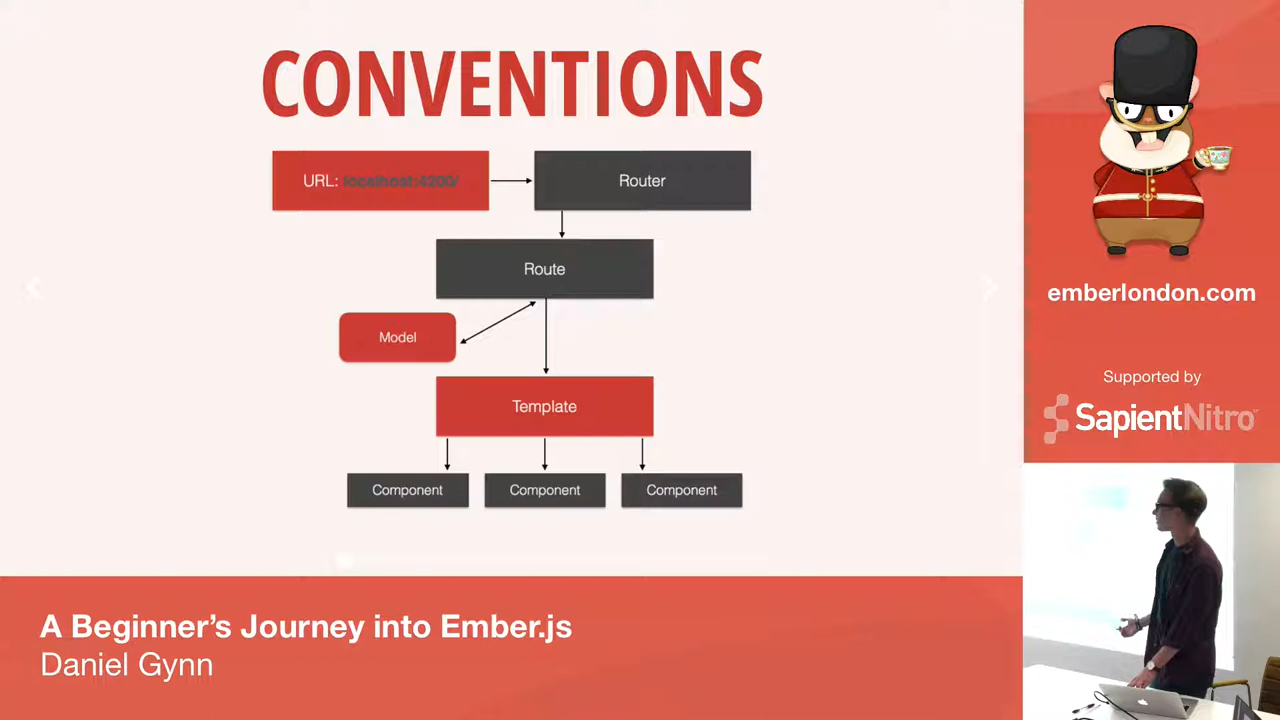 CONVENTIONS
URL: localhost:4200/
Router
Route
Model
Template
Component
Component
Component
emberlondon.com
Supported by
SapientNitro
A Beginner's Journey into Ember.js
Daniel Gynn